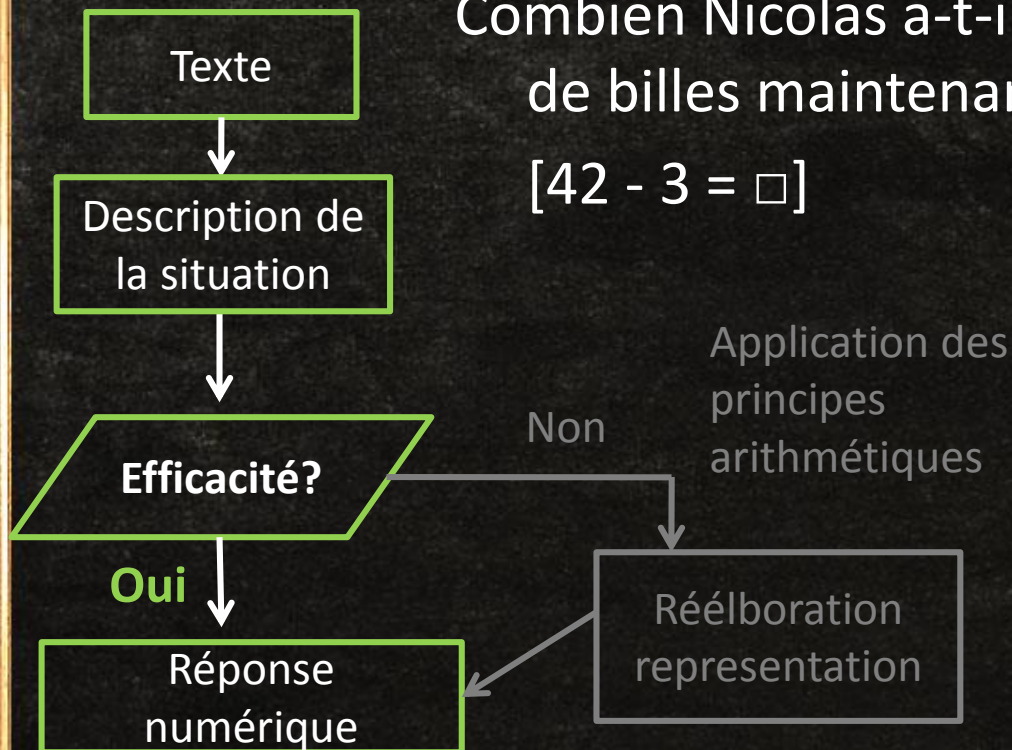 Combien Nicolas a-t-i
de billes maintenan
[42 - 3 = □]
Texte
Description de
la situation
Efficacité?
Non
Application des
principes
arithmétiques
Oui
Réélboration
representation
Réponse
numérique